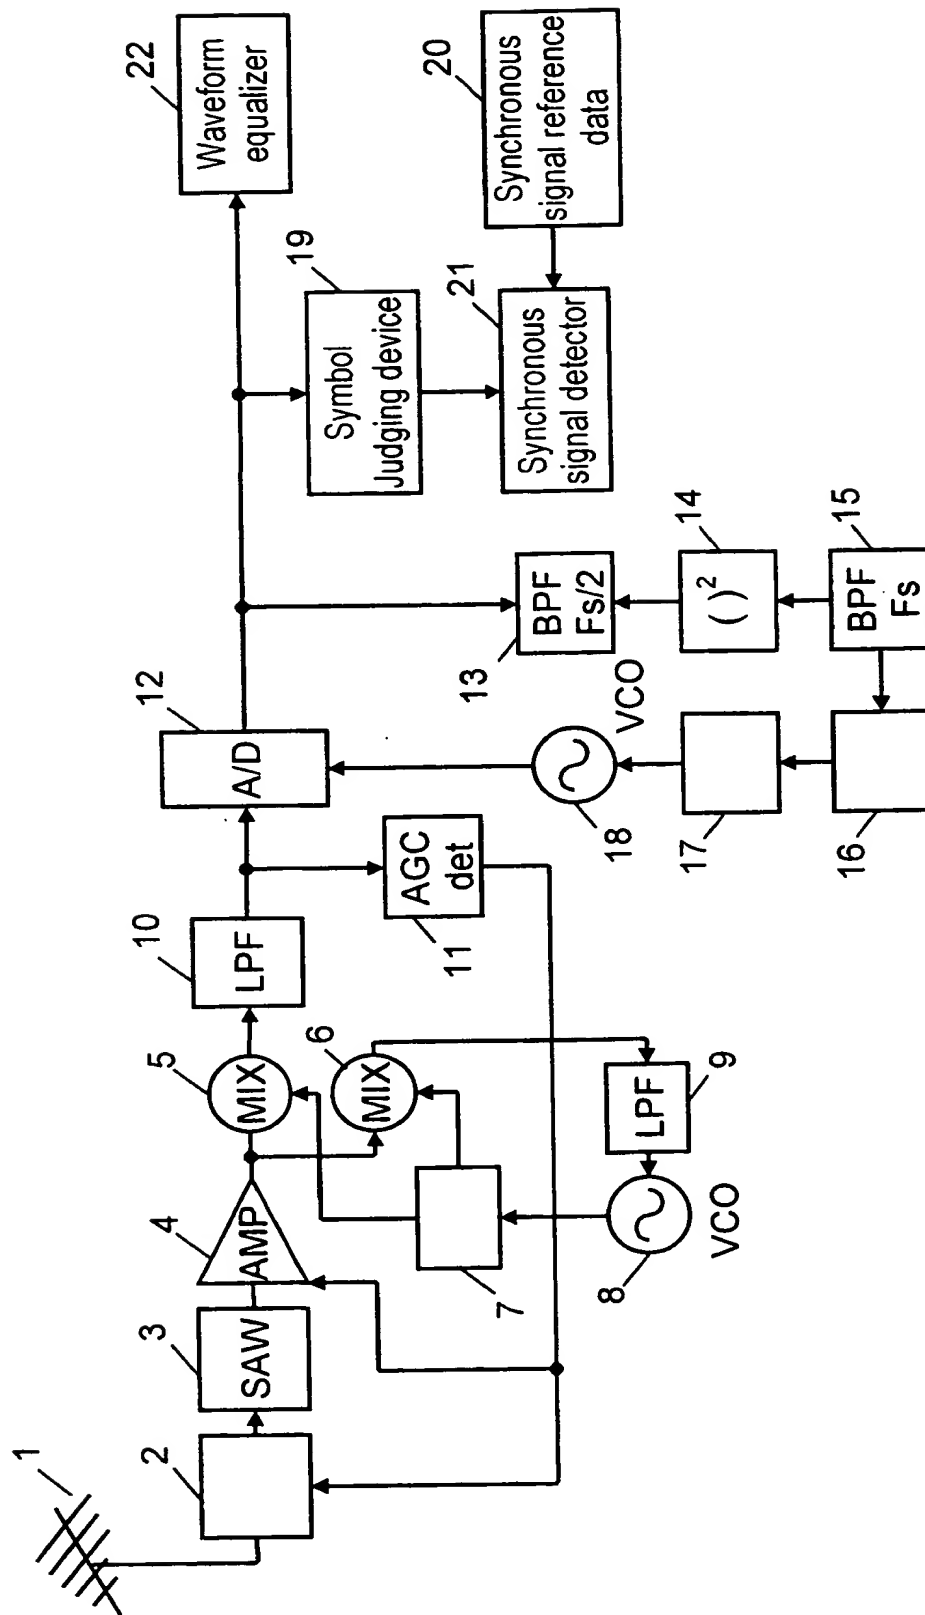 1
2
3
SAW
4
AMP
5
MIX
6
MIX
7
8
VCO
9
LPF
10
LPF
11
AGC
det
12
A/D
13
BPF
Fs/2
14
( )²
15
BPF
Fs
16
17
18
VCO
19
Symbol
Judging device
20
Synchronous
signal reference
data
21
Synchronous
signal detector
22
Waveform
equalizer